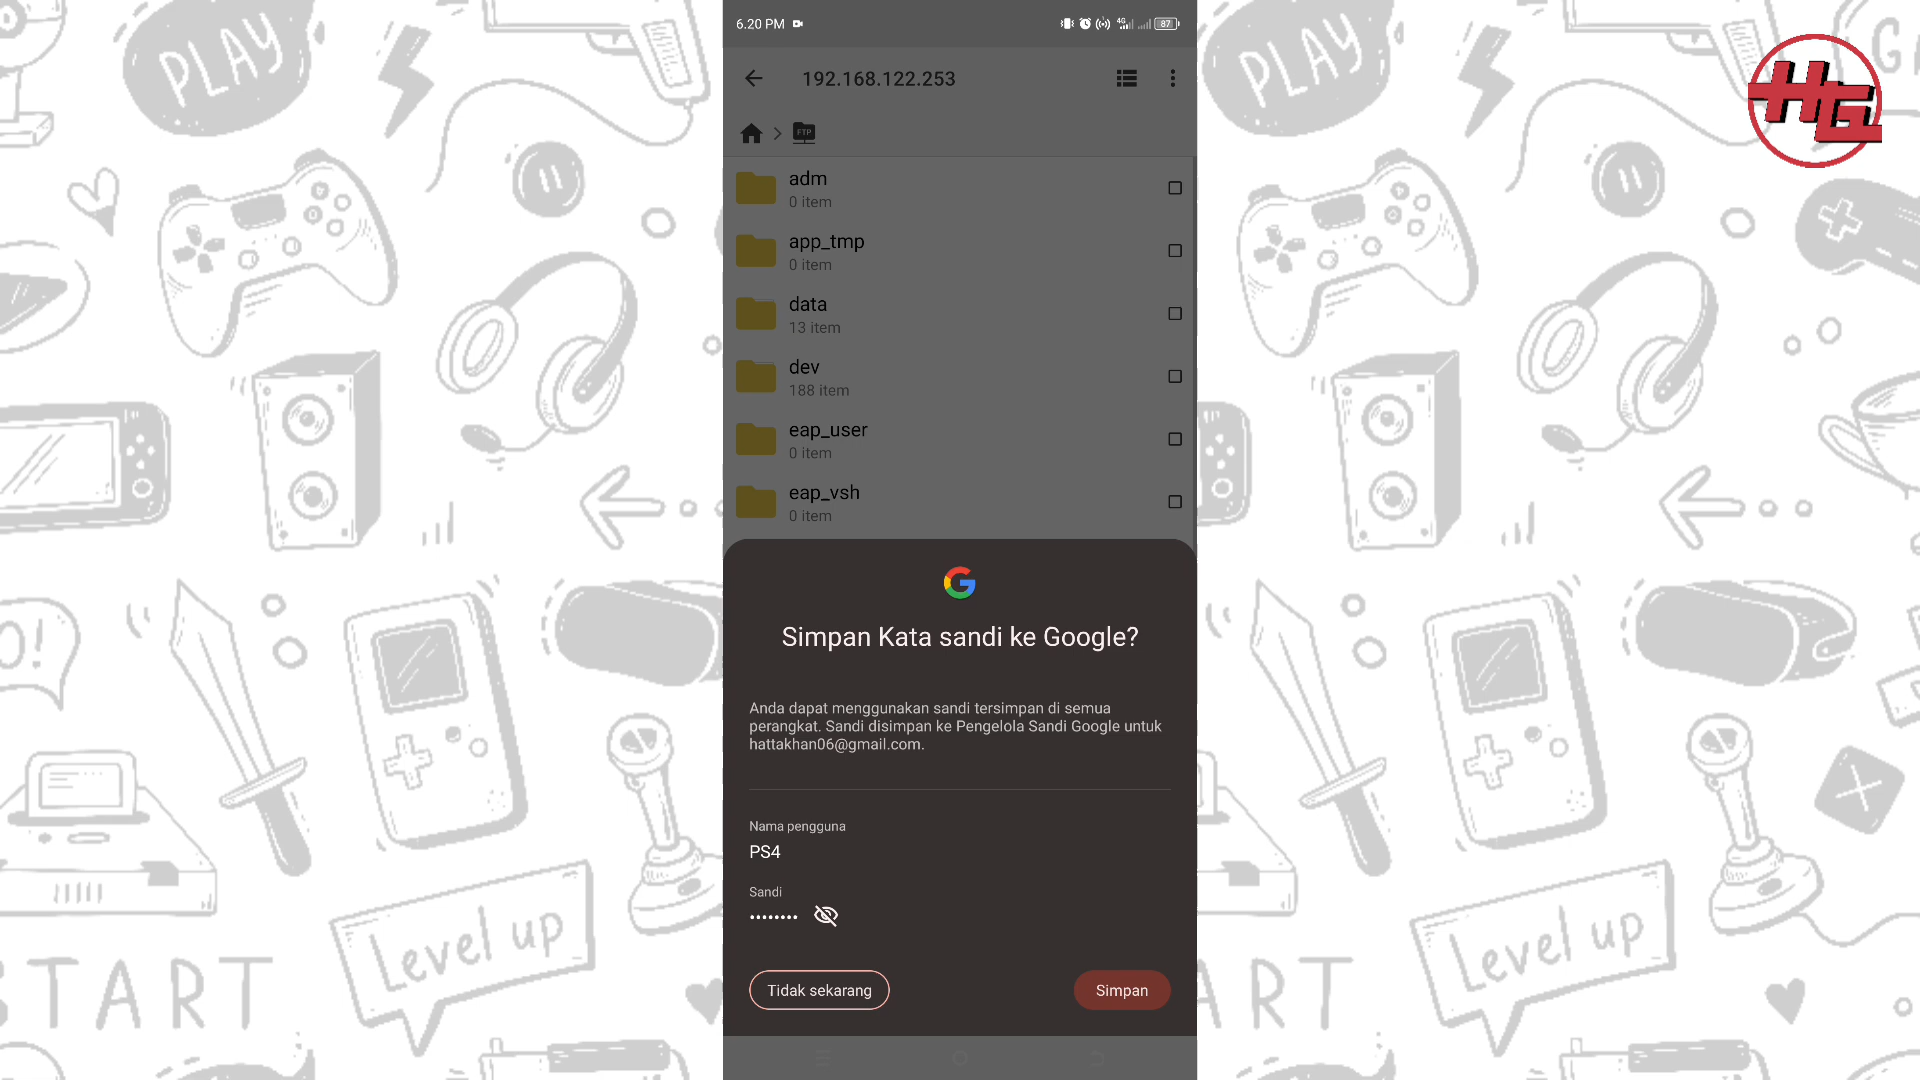 PLAY
PLAY
6.20 PM
4G
87
192.168.122.253
HG
FTP
adm
0 item
app_tmp
0 item
data
13 item
dev
188 item
eap_user
0 item
eap_vsh
0 item
Simpan Kata sandi ke Google?
Anda dapat menggunakan sandi tersimpan di semua
perangkat. Sandi disimpan ke Pengelola Sandi Google untuk
hattakhan06@gmail.com.
Nama pengguna
PS4
Sandi
••••••••
Tidak sekarang
Simpan
Level up
START
Level up
ART